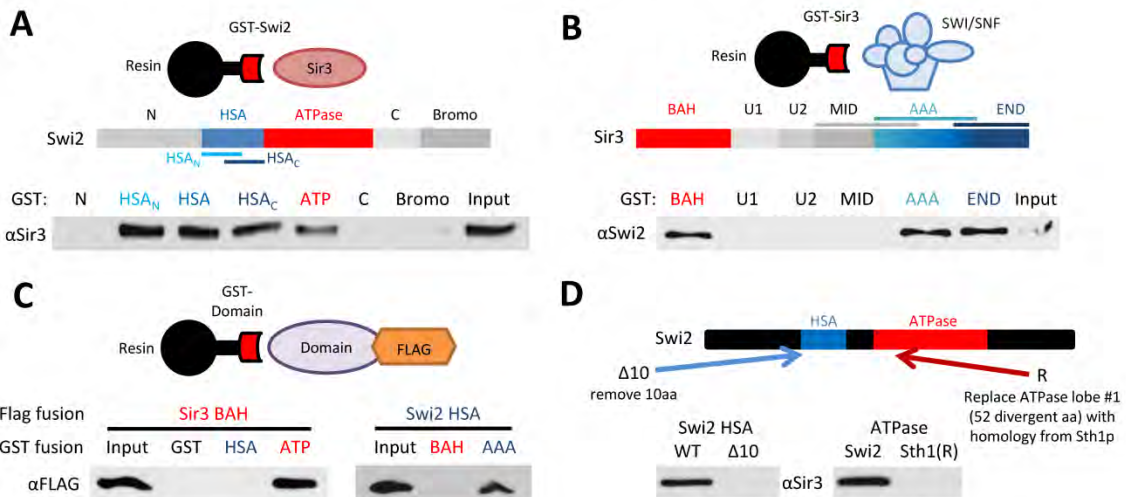 A
GST-Swi2
Resin
Sir3
N HSA ATPase C Bromo
Swi2
HSAN HSAC
GST: N HSAN HSA HSAC ATP C Bromo Input
αSir3
B
GST-Sir3
SWI/SNF
Resin
BAH U1 U2 MID AAA END
Sir3
GST: BAH U1 U2 MID AAA END Input
αSwi2
C
GST-
Domain
Resin
Domain
FLAG
Flag fusion Sir3 BAH Swi2 HSA
GST fusion Input GST HSA ATP Input BAH AAA
αFLAG
D
HSA ATPase
Swi2
Δ10
remove 10aa
R
Replace ATPase lobe #1
(52 divergent aa) with
homology from Sth1p
Swi2 HSA ATPase
WT Δ10 Swi2 Sth1(R)
αSir3